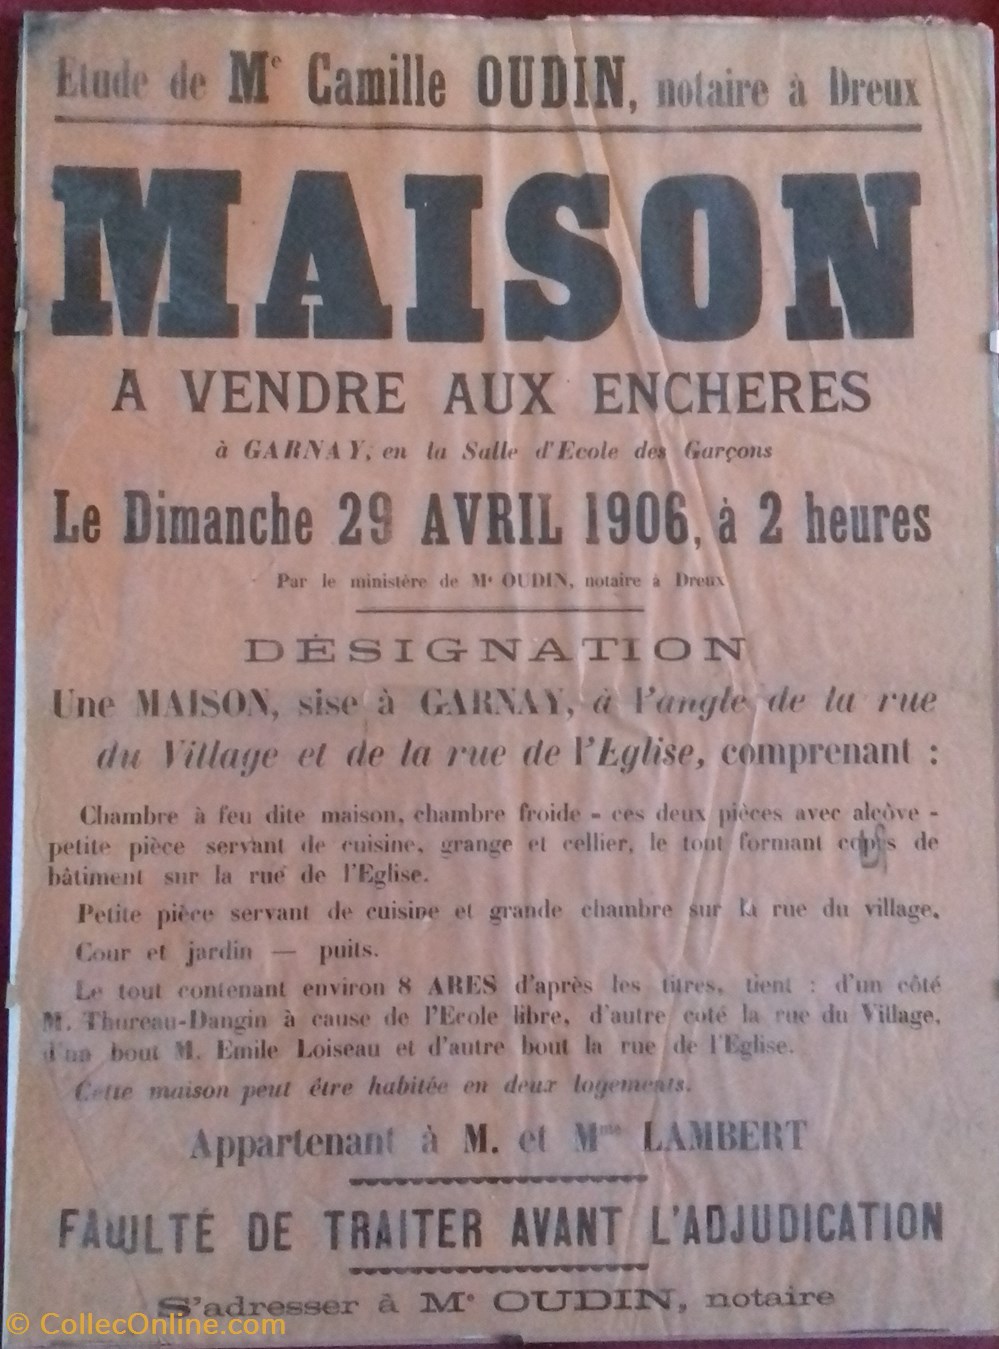 Etude de Me Camille OUDIN, notaire à Dreux
MAISON
A VENDRE AUX ENCHERES
à GARNAY, en la Salle d'Ecole des Garçons
Le Dimanche 29 AVRIL 1906, à 2 heures
Par le ministère de Me OUDIN, notaire à Dreux
DÉSIGNATION
Une MAISON, sise à GARNAY, à l'angle de la rue
du Village et de la rue de l'Eglise, comprenant :
Chambre à feu dite maison, chambre froide - ces deux pièces avec alcôve -
petite pièce servant de cuisine, grange et cellier, le tout formant corps de
bâtiment sur la rue de l'Eglise.
Petite pièce servant de cuisine et grande chambre sur la rue du village.
Cour et jardin — puits.
Le tout contenant environ 8 ARES d'après les titres, tient : d'un côté
M. Thureau-Dangin à cause de l'Ecole libre, d'autre coté la rue du Village,
d'un bout M. Emile Loiseau et d'autre bout la rue de l'Eglise.
Cette maison peut être habitée en deux logements.
Appartenant à M. et Mme LAMBERT
FACULTÉ DE TRAITER AVANT L'ADJUDICATION
S'adresser à Me OUDIN, notaire
© CollecOnline.com